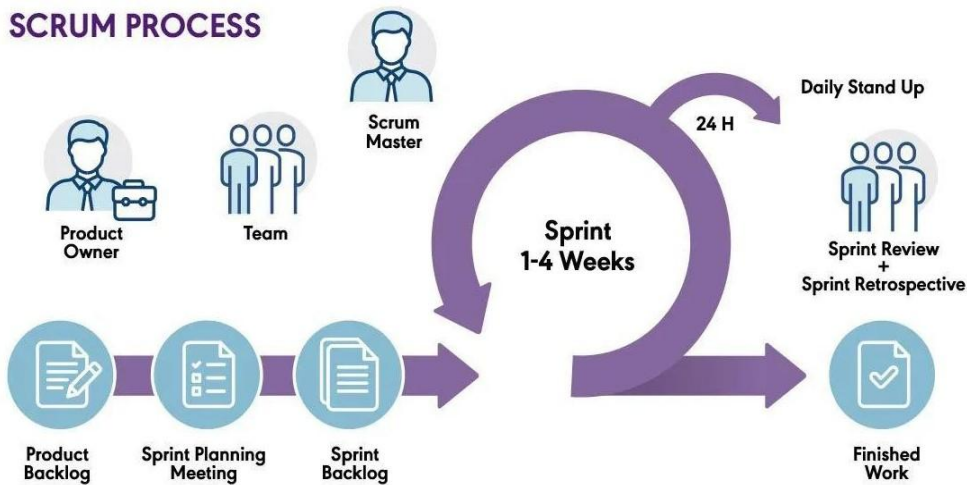 SCRUM PROCESS
Scrum
Master
Product
Owner
Team
24 H
Daily Stand Up
Sprint
1-4 Weeks
Sprint Review
+
Sprint Retrospective
Product
Backlog
Sprint Planning
Meeting
Sprint
Backlog
Finished
Work